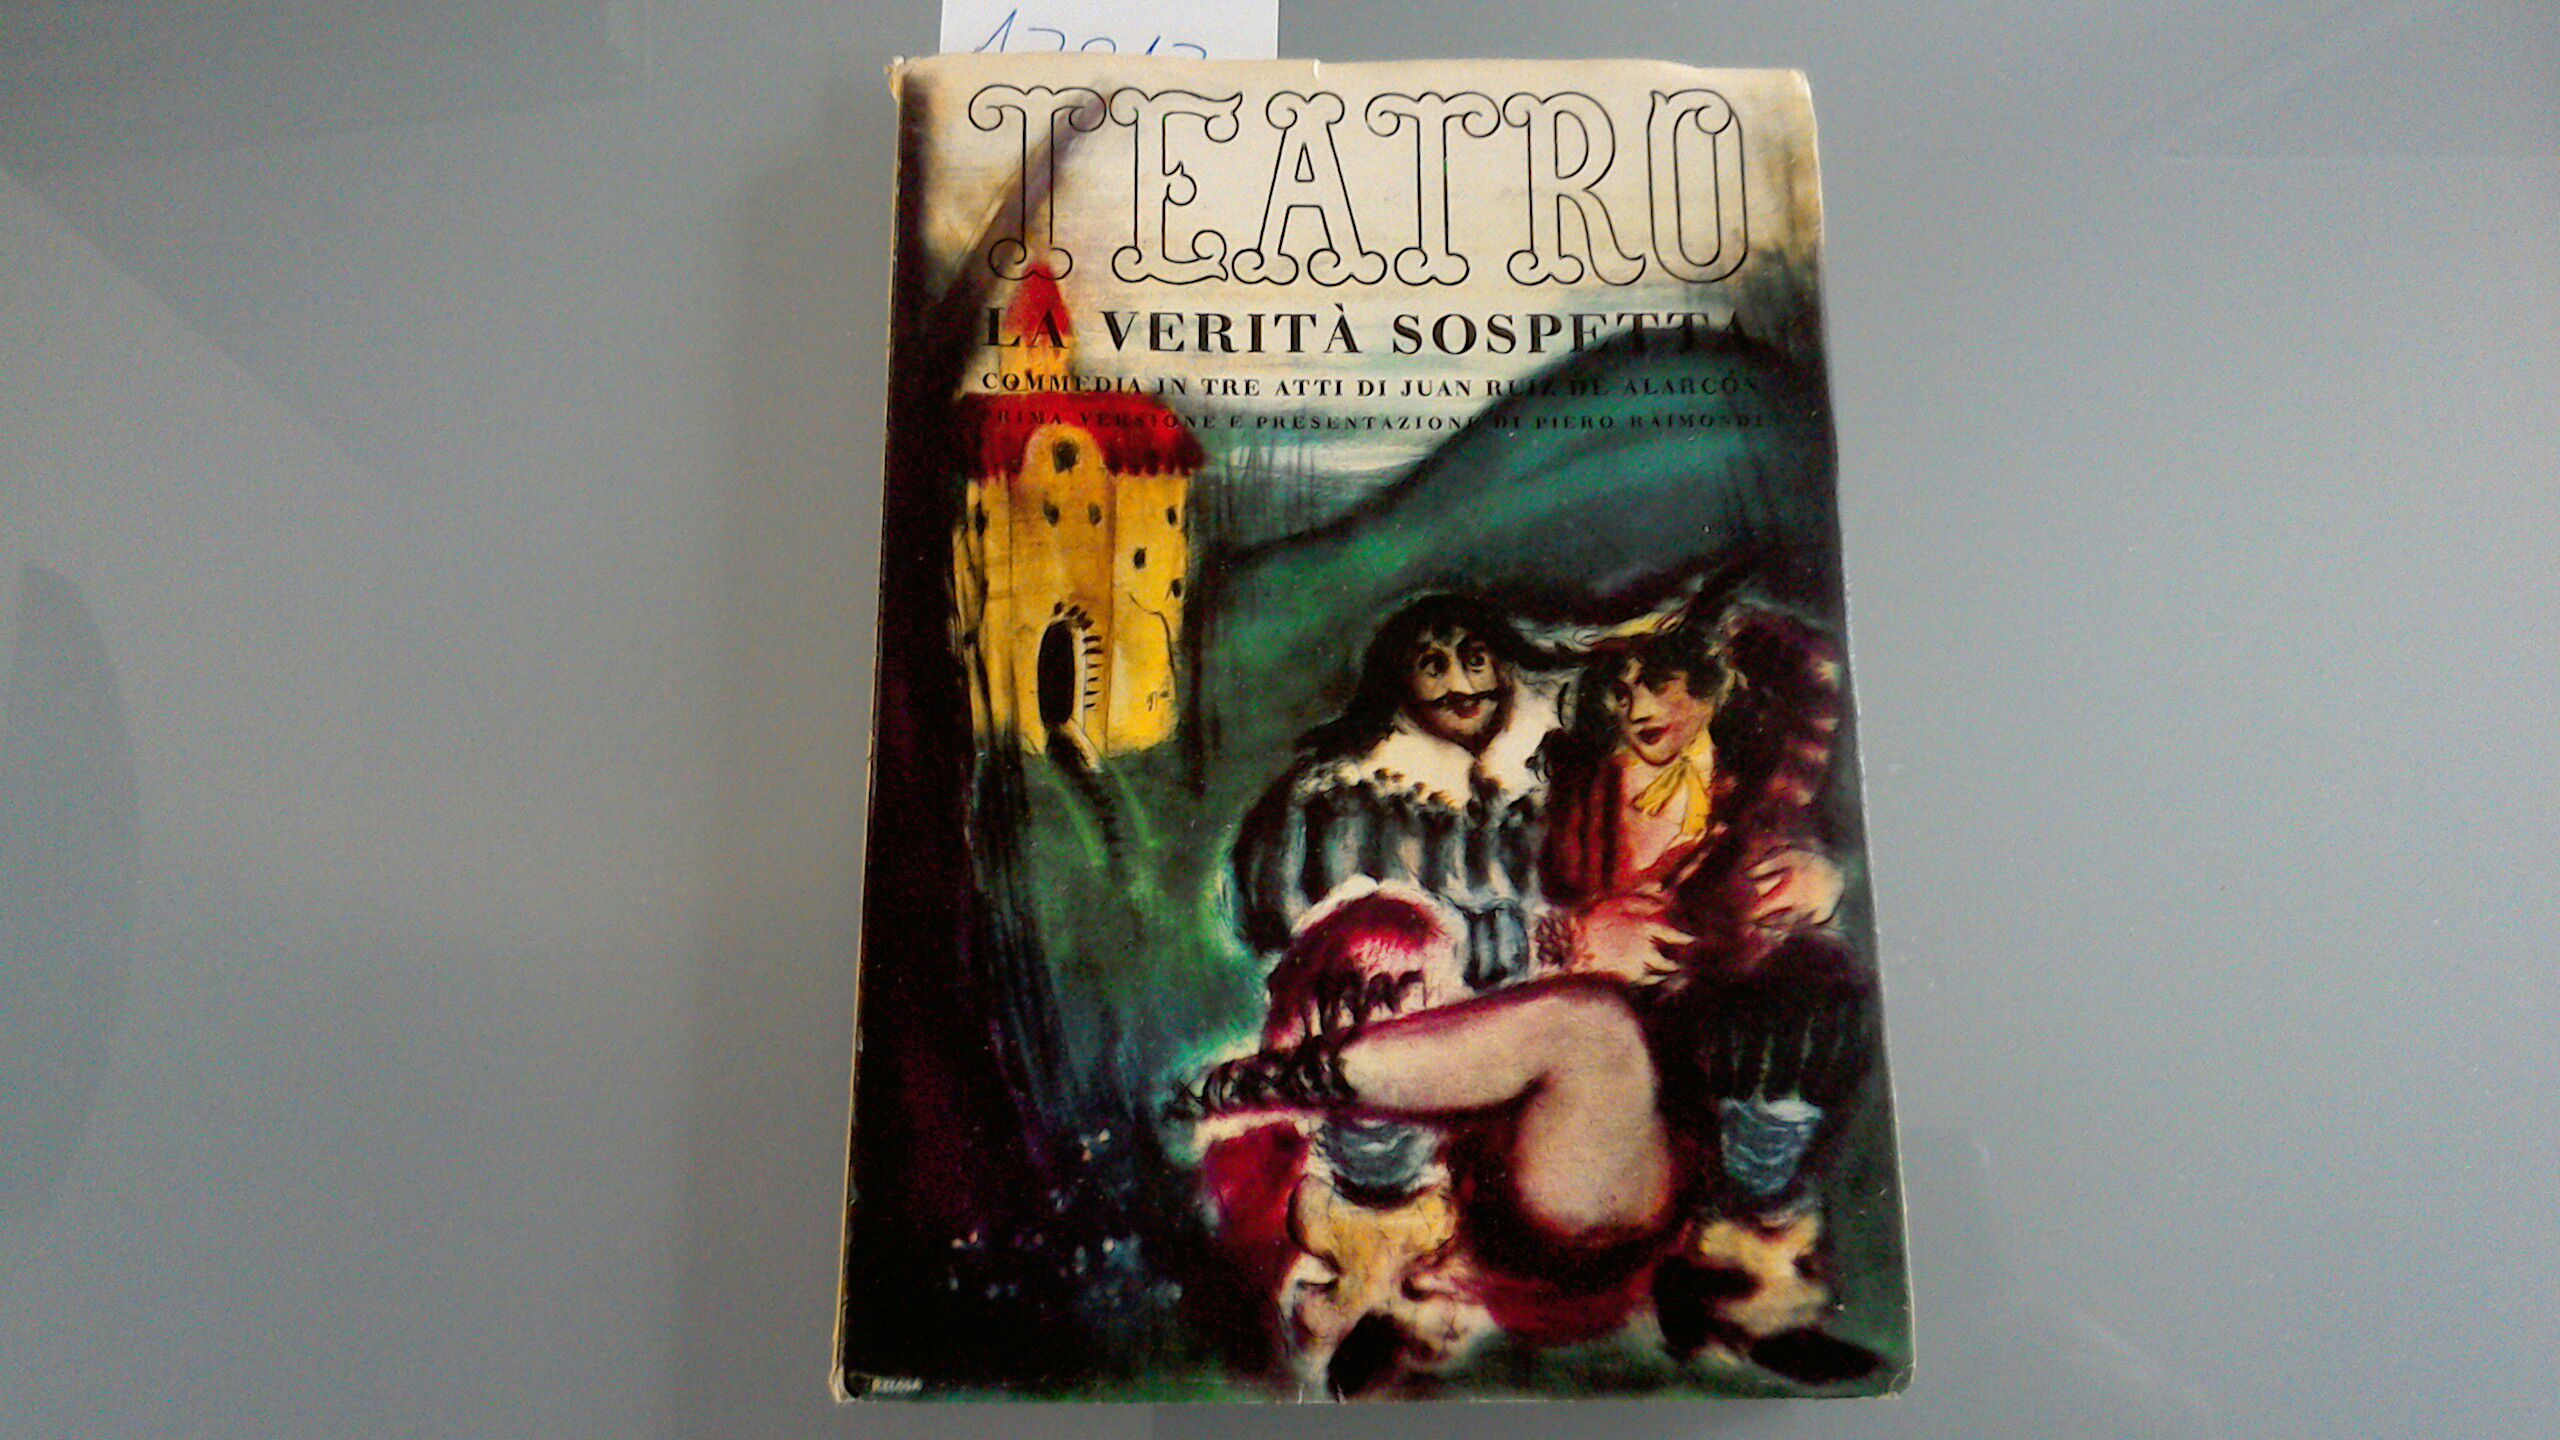 TEATRO
LA VERITÀ SOSPETTA
COMMEDIA IN TRE ATTI DI JUAN RUIZ DE ALARCÓN
PRIMA VERSIONE E PRESENTAZIONE DI PIERO RAIMONDI